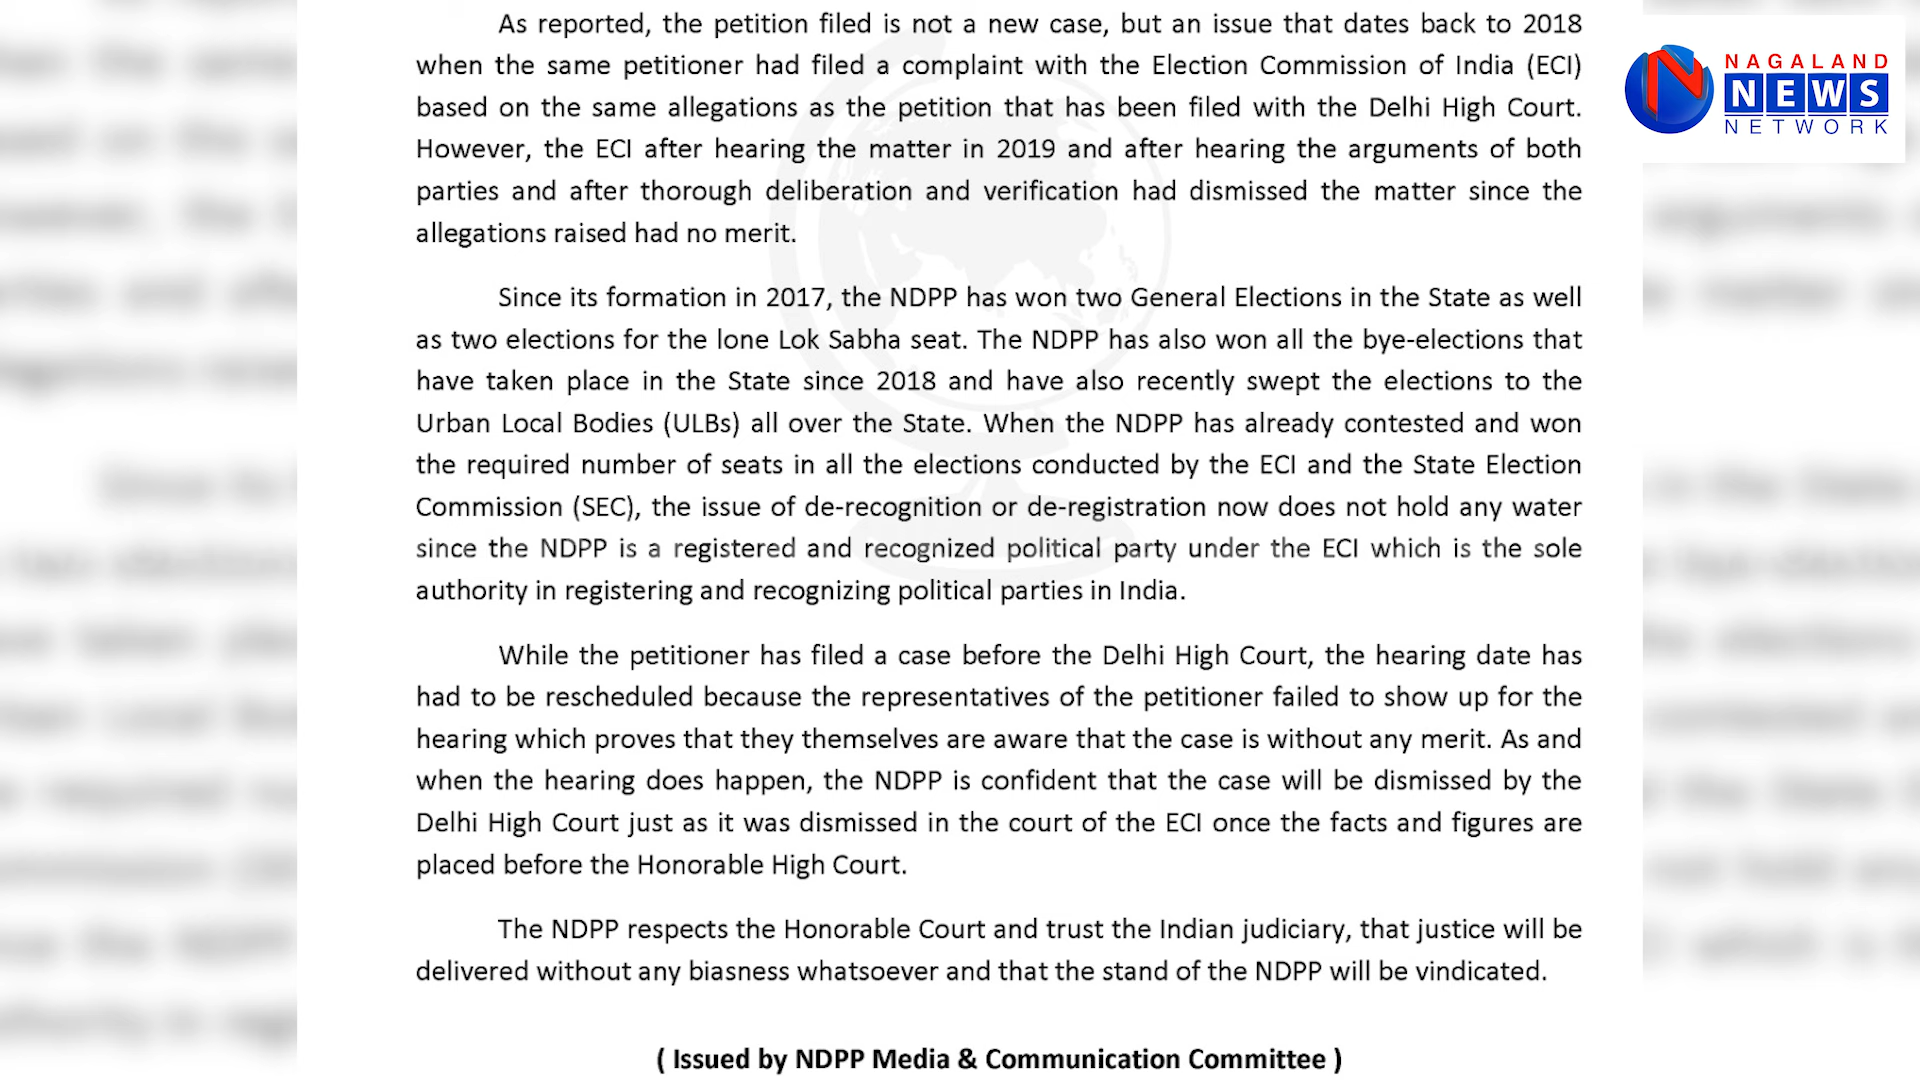 As reported, the petition filed is not a new case, but an issue that dates back to 2018
when the same petitioner had filed a complaint with the Election Commission of India (ECI)
based on the same allegations as the petition that has been filed with the Delhi High Court.
However, the ECI after hearing the matter in 2019 and after hearing the arguments of both
parties and after thorough deliberation and verification had dismissed the matter since the
allegations raised had no merit.
Since its formation in 2017, the NDPP has won two General Elections in the State as well
as two elections for the lone Lok Sabha seat. The NDPP has also won all the bye-elections that
have taken place in the State since 2018 and have also recently swept the elections to the
Urban Local Bodies (ULBs) all over the State. When the NDPP has already contested and won
the required number of seats in all the elections conducted by the ECI and the State Election
Commission (SEC), the issue of de-recognition or de-registration now does not hold any water
since the NDPP is a registered and recognized political party under the ECI which is the sole
authority in registering and recognizing political parties in India.
While the petitioner has filed a case before the Delhi High Court, the hearing date has
had to be rescheduled because the representatives of the petitioner failed to show up for the
hearing which proves that they themselves are aware that the case is without any merit. As and
when the hearing does happen, the NDPP is confident that the case will be dismissed by the
Delhi High Court just as it was dismissed in the court of the ECI once the facts and figures are
placed before the Honorable High Court.
The NDPP respects the Honorable Court and trust the Indian judiciary, that justice will be
delivered without any biasness whatsoever and that the stand of the NDPP will be vindicated.
( Issued by NDPP Media & Communication Committee )
NAGALAND
NEWS
NETWORK